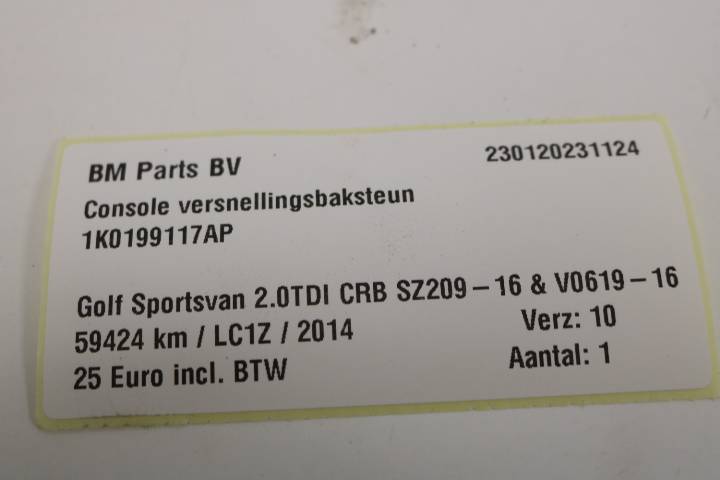 BM Parts BV 230120231124
Console versnellingsbaksteun
1K0199117AP
Golf Sportsvan 2.0TDI CRB SZ209-16 & V0619-16
59424 km / LC1Z / 2014 Verz: 10
25 Euro incl. BTW Aantal: 1